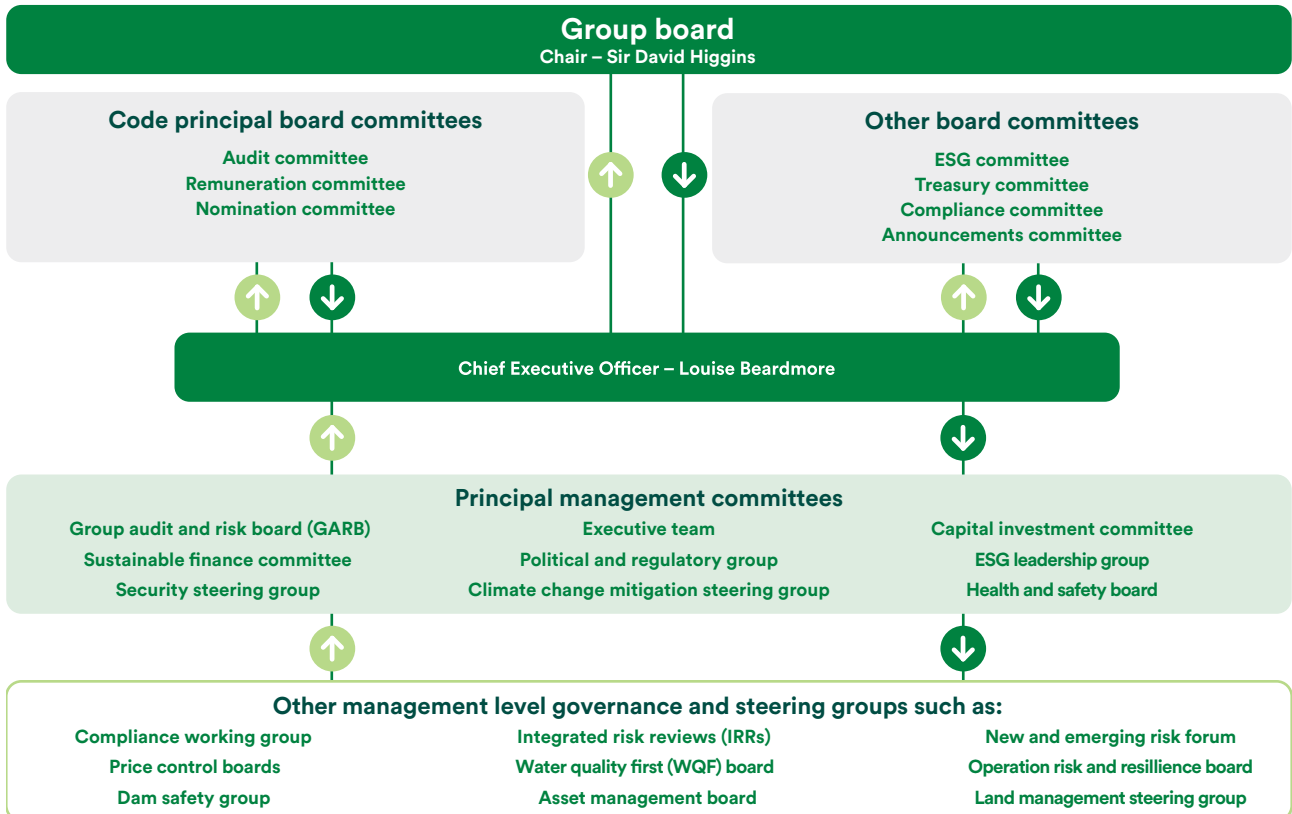 Group board
Chair – Sir David Higgins
Code principal board committees
Audit committee
Remuneration committee
Nomination committee
Other board committees
ESG committee
Treasury committee
Compliance committee
Announcements committee
Chief Executive Officer – Louise Beardmore
Principal management committees
Group audit and risk board (GARB)
Sustainable finance committee
Security steering group
Executive team
Political and regulatory group
Climate change mitigation steering group
Capital investment committee
ESG leadership group
Health and safety board
Other management level governance and steering groups such as:
Compliance working group
Price control boards
Dam safety group
Integrated risk reviews (IRRs)
Water quality first (WQF) board
Asset management board
New and emerging risk forum
Operation risk and resillience board
Land management steering group